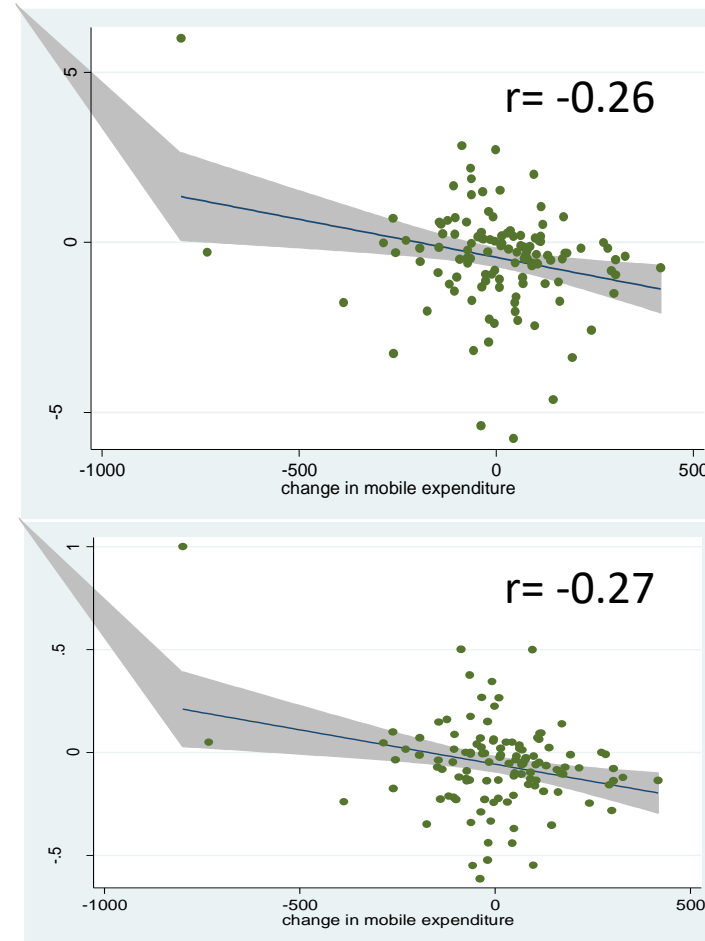 r= -0.26
5
0
-5
-1000 -500 0 500
change in mobile expenditure
r= -0.27
1
.5
0
-.5
-1000 -500 0 500
change in mobile expenditure